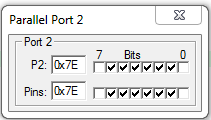 Parallel Port 2
Port 2
7 Bits 0
P2: 0x7E
Pins: 0x7E